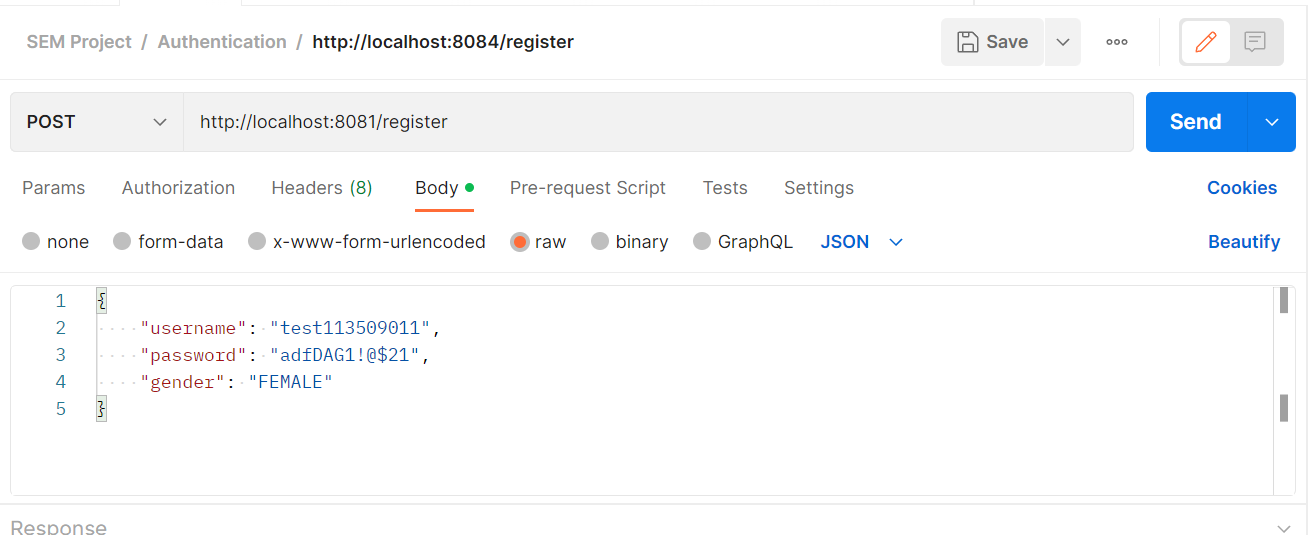 SEM Project / Authentication / http://localhost:8084/register
Save
POST
http://localhost:8081/register
Send
Params Authorization Headers (8) Body Pre-request Script Tests Settings Cookies
none form-data x-www-form-urlencoded raw binary GraphQL JSON Beautify
1 {
2 "username": "test113509011",
3 "password": "adfDAG1!@$21",
4 "gender": "FEMALE"
5 }
Response